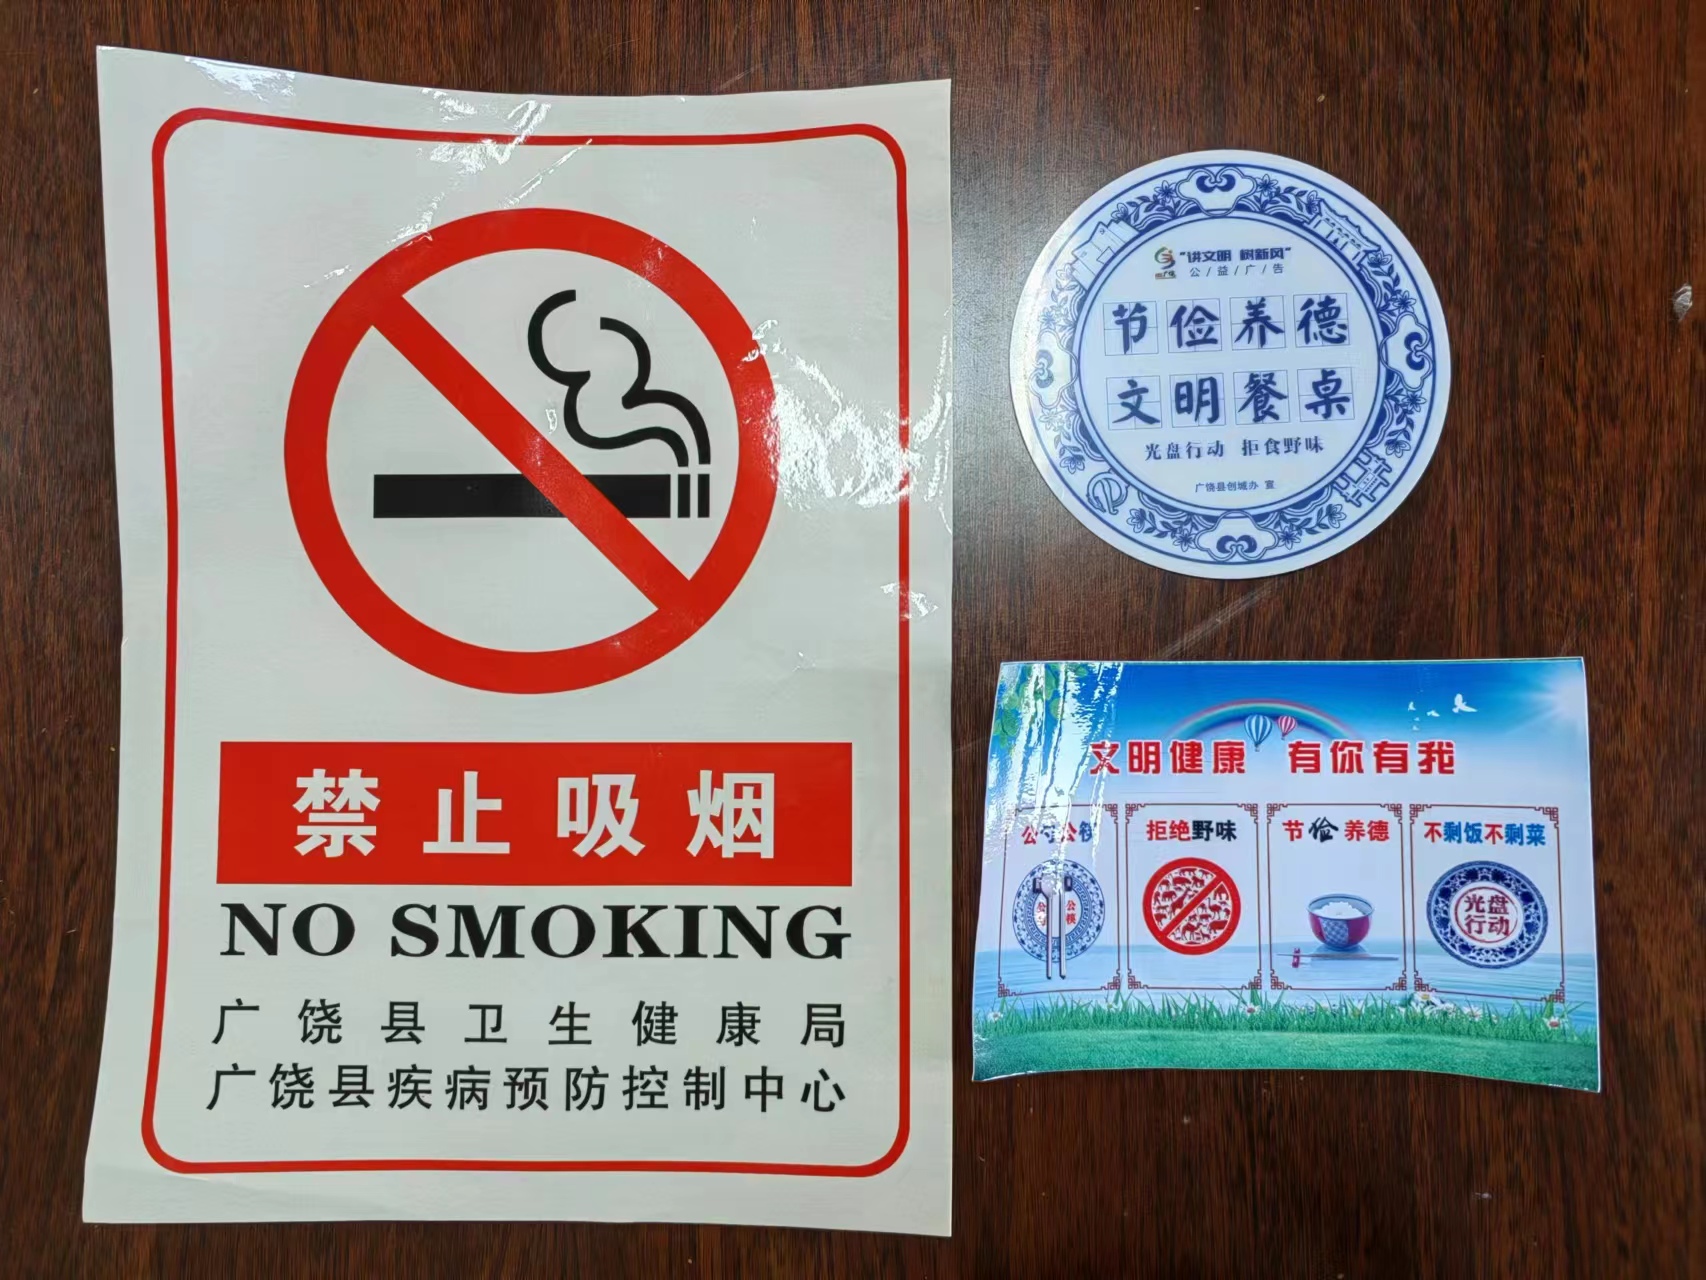 禁止吸烟
NO SMOKING
广饶县卫生健康局
广饶县疾病预防控制中心
“讲文明 树新风”
公/益/广/告
节俭养德
文明餐桌
光盘行动 拒食野味
广饶县创城办 宣
文明健康 有你有我
公勺公筷
拒绝野味
节俭养德
不剩饭不剩菜
光盘
行动